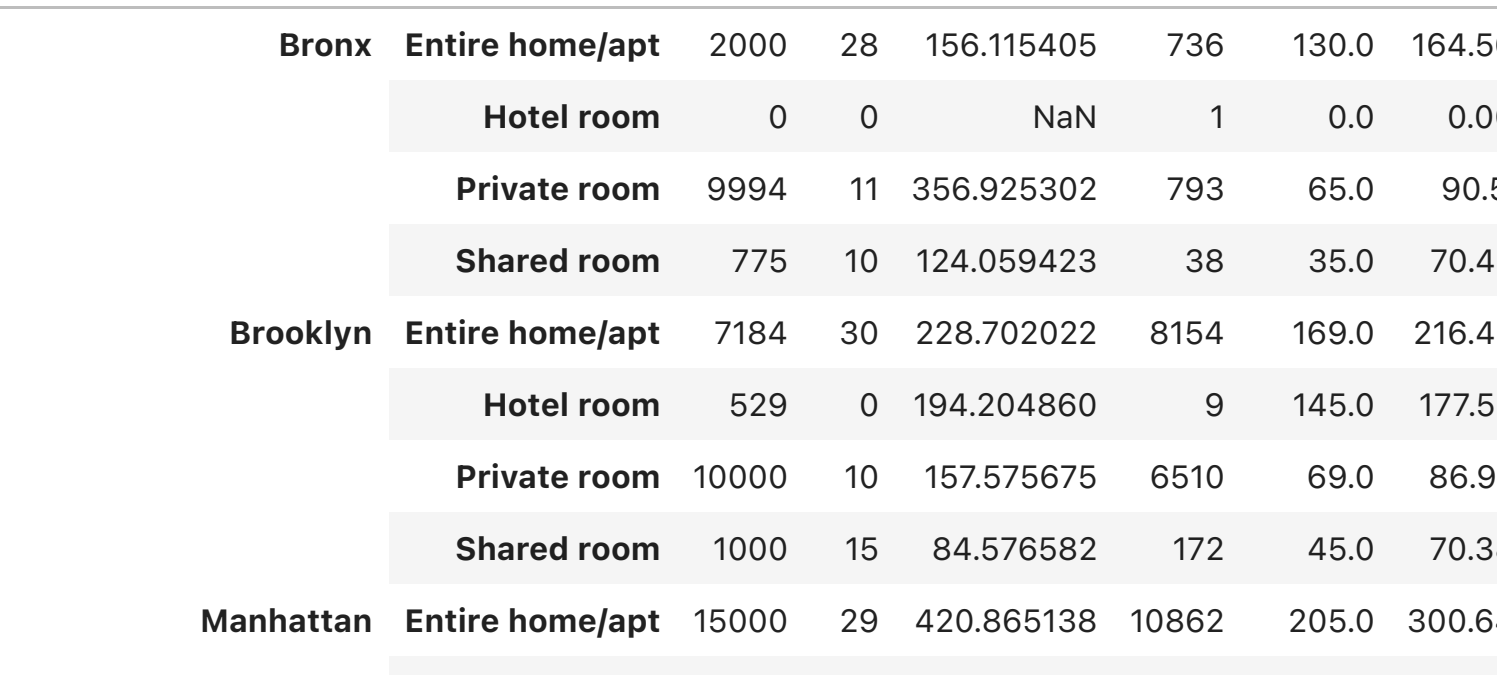 Bronx Entire home/apt 2000 28 156.115405 736 130.0 164.5
Hotel room 0 0 NaN 1 0.0 0.0
Private room 9994 11 356.925302 793 65.0 90.5
Shared room 775 10 124.059423 38 35.0 70.4
Brooklyn Entire home/apt 7184 30 228.702022 8154 169.0 216.4
Hotel room 529 0 194.204860 9 145.0 177.5
Private room 10000 10 157.575675 6510 69.0 86.9
Shared room 1000 15 84.576582 172 45.0 70.3
Manhattan Entire home/apt 15000 29 420.865138 10862 205.0 300.6